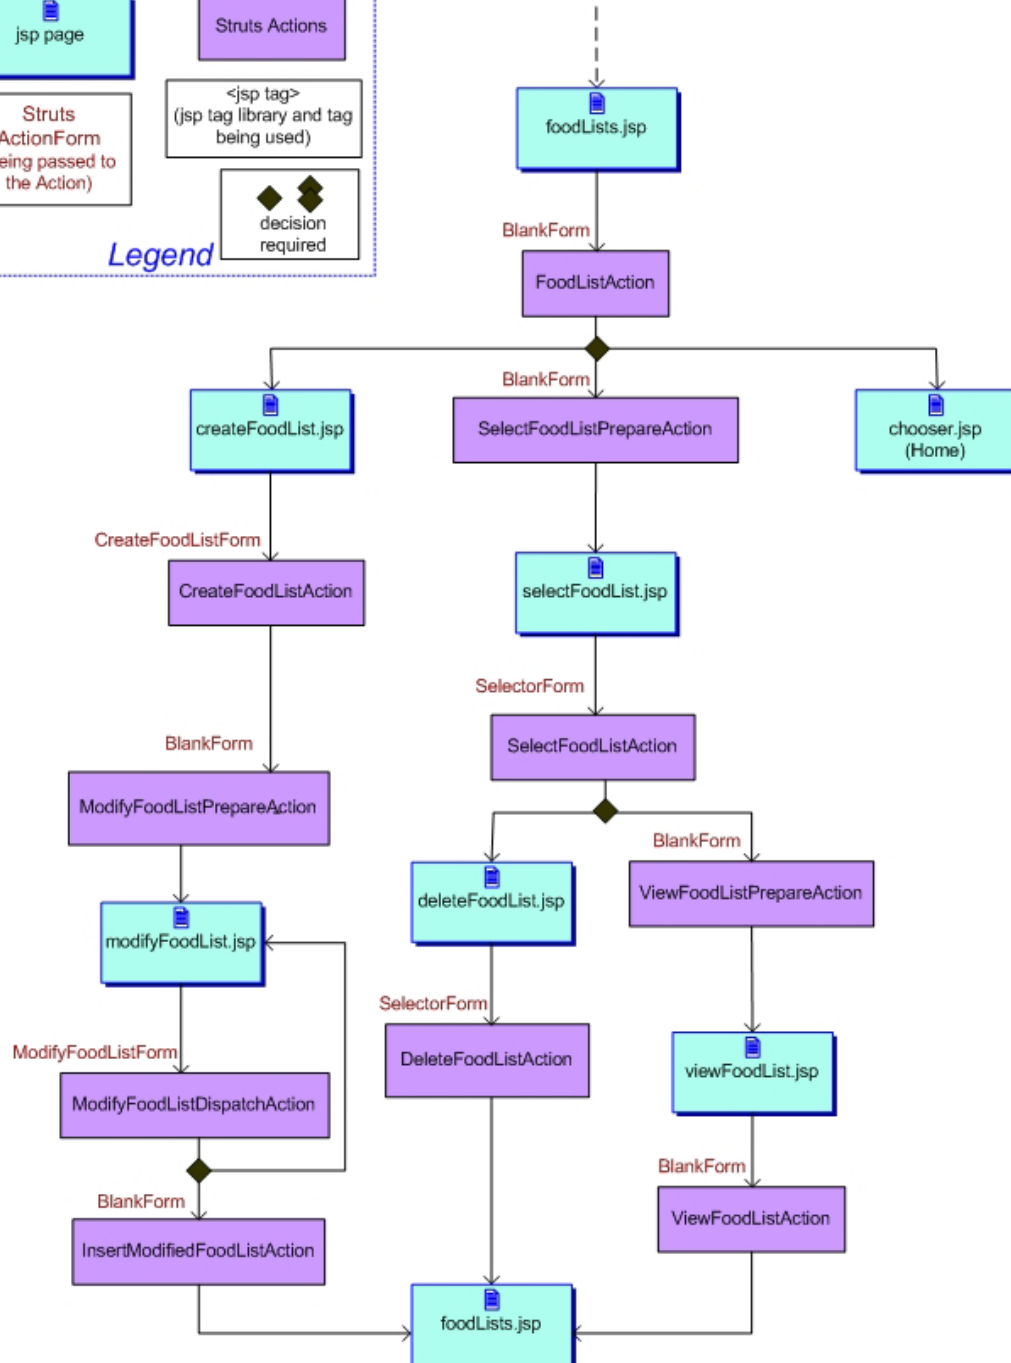 jsp page
Struts Actions
Struts
ActionForm
eing passed to
the Action)
<jsp tag>
(jsp tag library and tag
being used)
decision
required
Legend
foodLists.jsp
BlankForm
FoodListAction
BlankForm
createFoodList.jsp
SelectFoodListPrepareAction
chooser.jsp
(Home)
CreateFoodListForm
CreateFoodListAction
selectFoodList.jsp
SelectorForm
SelectFoodListAction
BlankForm
ModifyFoodListPrepareAction
BlankForm
deleteFoodList.jsp
ViewFoodListPrepareAction
modifyFoodList.jsp
SelectorForm
ModifyFoodListForm
DeleteFoodListAction
viewFoodList.jsp
ModifyFoodListDispatchAction
BlankForm
BlankForm
ViewFoodListAction
InsertModifiedFoodListAction
foodLists.jsp